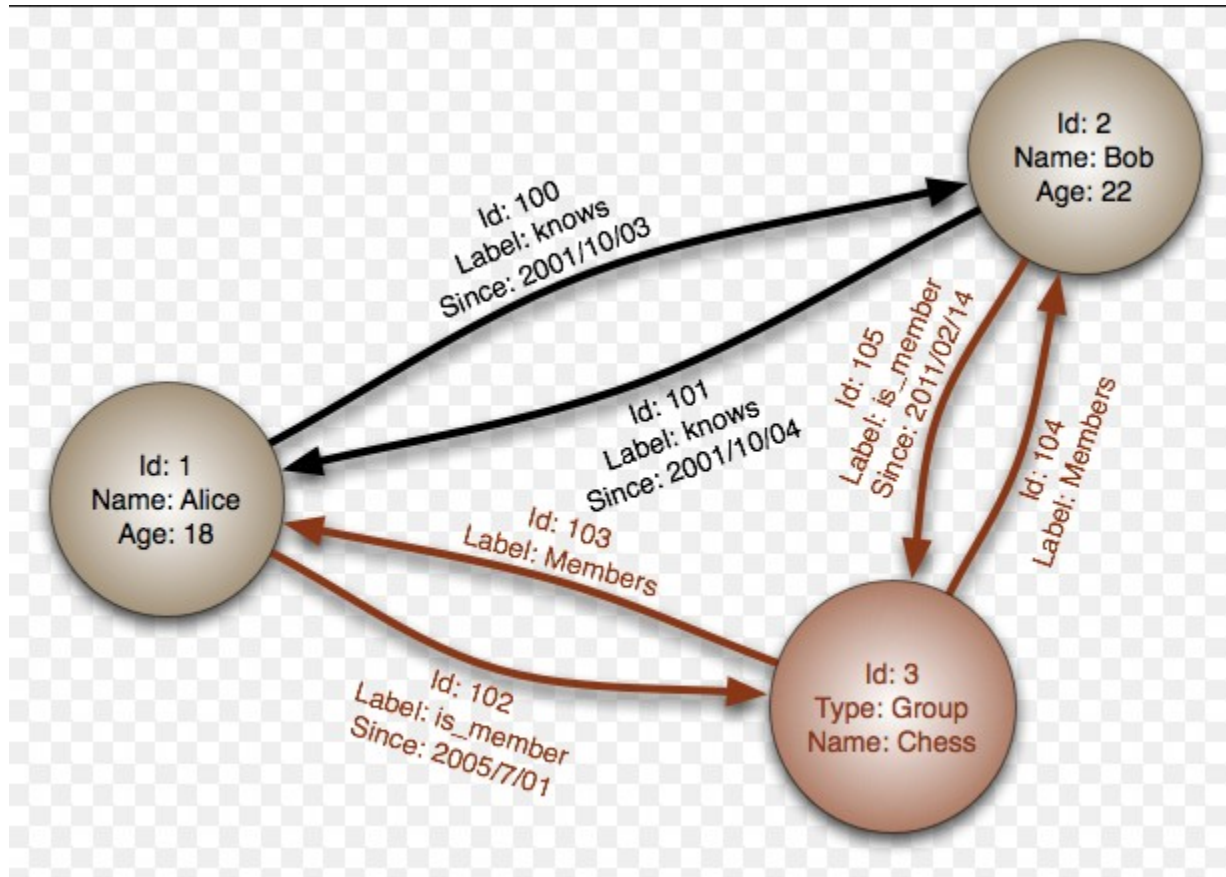 Id: 2
Name: Bob
Age: 22
Id: 100
Label: knows
Since: 2001/10/03
Id: 101
Label: knows
Since: 2001/10/04
Id: 105
Label: is_member
Since: 2011/02/14
Id: 104
Label: Members
Id: 1
Name: Alice
Age: 18
Id: 103
Label: Members
Id: 102
Label: is_member
Since: 2005/7/01
Id: 3
Type: Group
Name: Chess